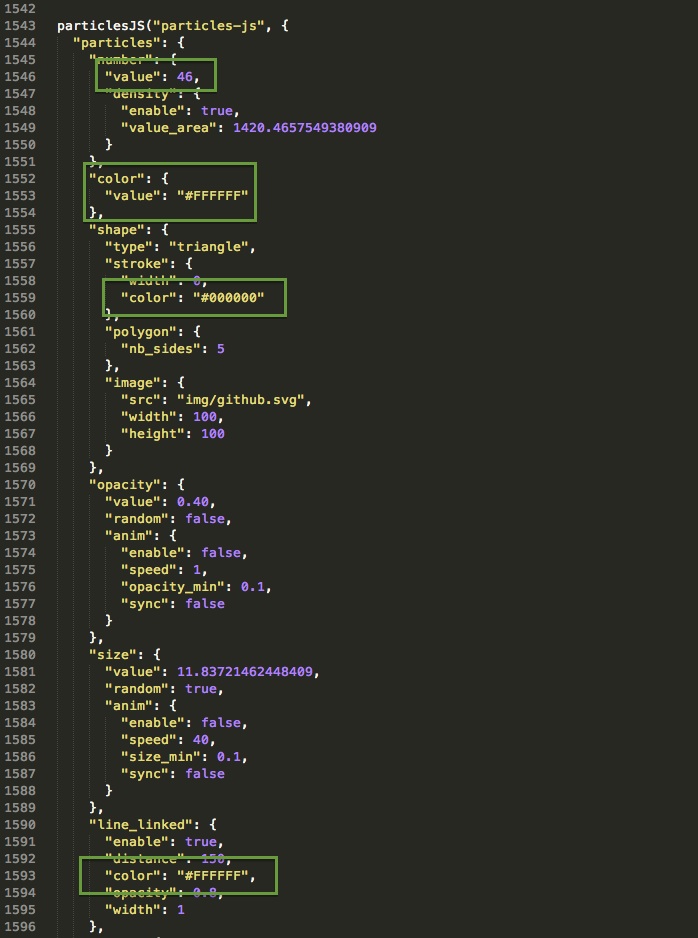 1542
1543 particlesJS("particles-js", {
1544 "particles": {
1545 "number": {
1546 "value": 46,
1547 "density": {
1548 "enable": true,
1549 "value_area": 1420.4657549380909
1550 }
1551 },
1552 "color": {
1553 "value": "#FFFFFF"
1554 },
1555 "shape": {
1556 "type": "triangle",
1557 "stroke": {
1558 "width": 0,
1559 "color": "#000000"
1560 },
1561 "polygon": {
1562 "nb_sides": 5
1563 },
1564 "image": {
1565 "src": "img/github.svg",
1566 "width": 100,
1567 "height": 100
1568 }
1569 },
1570 "opacity": {
1571 "value": 0.40,
1572 "random": false,
1573 "anim": {
1574 "enable": false,
1575 "speed": 1,
1576 "opacity_min": 0.1,
1577 "sync": false
1578 }
1579 },
1580 "size": {
1581 "value": 11.83721462448409,
1582 "random": true,
1583 "anim": {
1584 "enable": false,
1585 "speed": 40,
1586 "size_min": 0.1,
1587 "sync": false
1588 }
1589 },
1590 "line_linked": {
1591 "enable": true,
1592 "distance": 150,
1593 "color": "#FFFFFF",
1594 "opacity": 0.8,
1595 "width": 1
1596 },